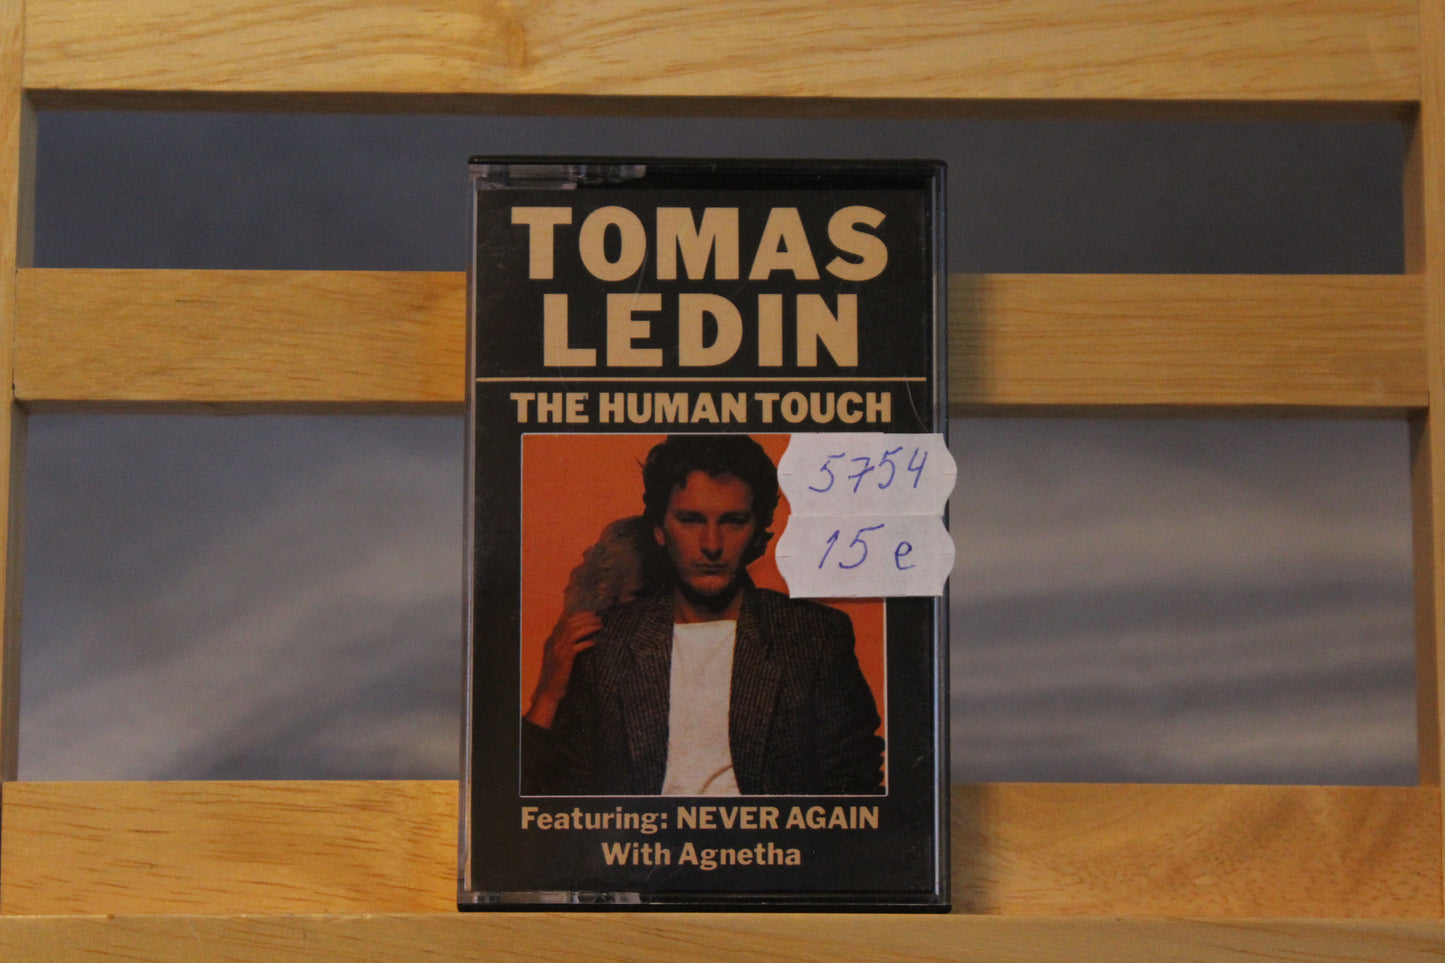 TOMAS
LEDIN
THE HUMAN TOUCH
5754
15 e
Featuring: NEVER AGAIN
With Agnetha